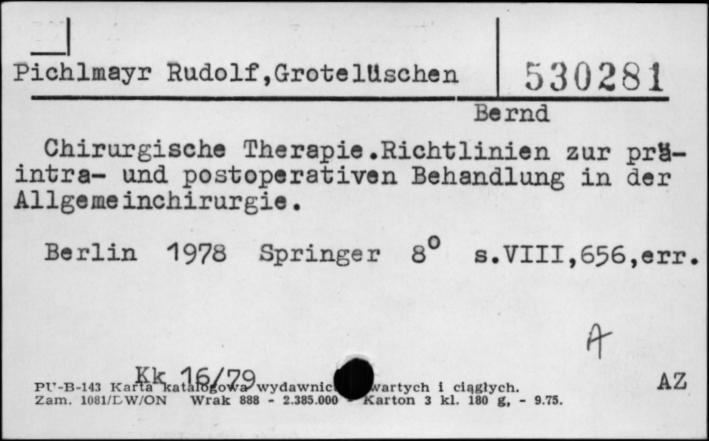 Pichlmayr Rudolf,Grotelüschen 530281
Bernd
Chirurgische Therapie.Richtlinien zur prä-
intra- und postoperativen Behandlung in der
Allgemeinchirurgie.
Berlin 1978 Springer 8° s.VIII,656,err.
A
Kk 16/79
PU-B-143 Karta katalogowa wydawnic wartych i ciągłych. AZ
Zam. 1081/LW/ON Wrak 888 - 2.385.000 - Karton 3 kl. 180 g, - 9.75.